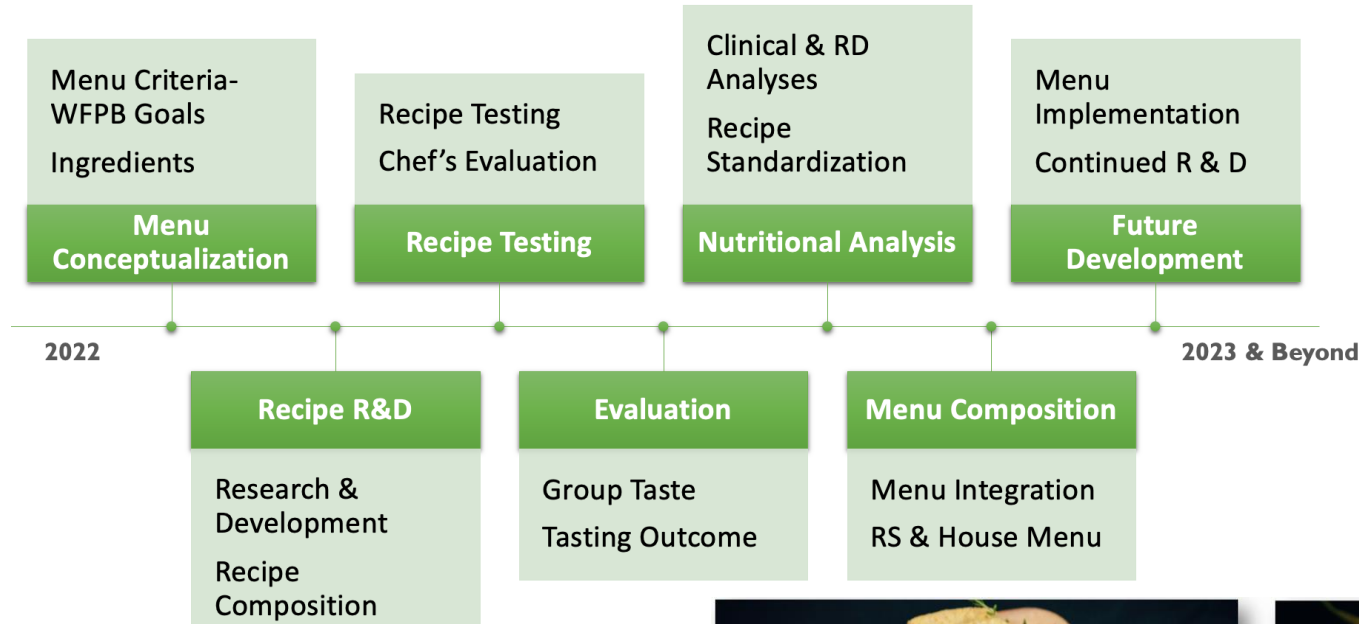 Menu Criteria-
WFPB Goals
Ingredients
Menu
Conceptualization
Recipe Testing
Chef’s Evaluation
Recipe Testing
Clinical & RD
Analyses
Recipe
Standardization
Nutritional Analysis
Menu
Implementation
Continued R & D
Future
Development
2022
2023 & Beyond
Recipe R&D
Research &
Development
Recipe
Composition
Evaluation
Group Taste
Tasting Outcome
Menu Composition
Menu Integration
RS & House Menu